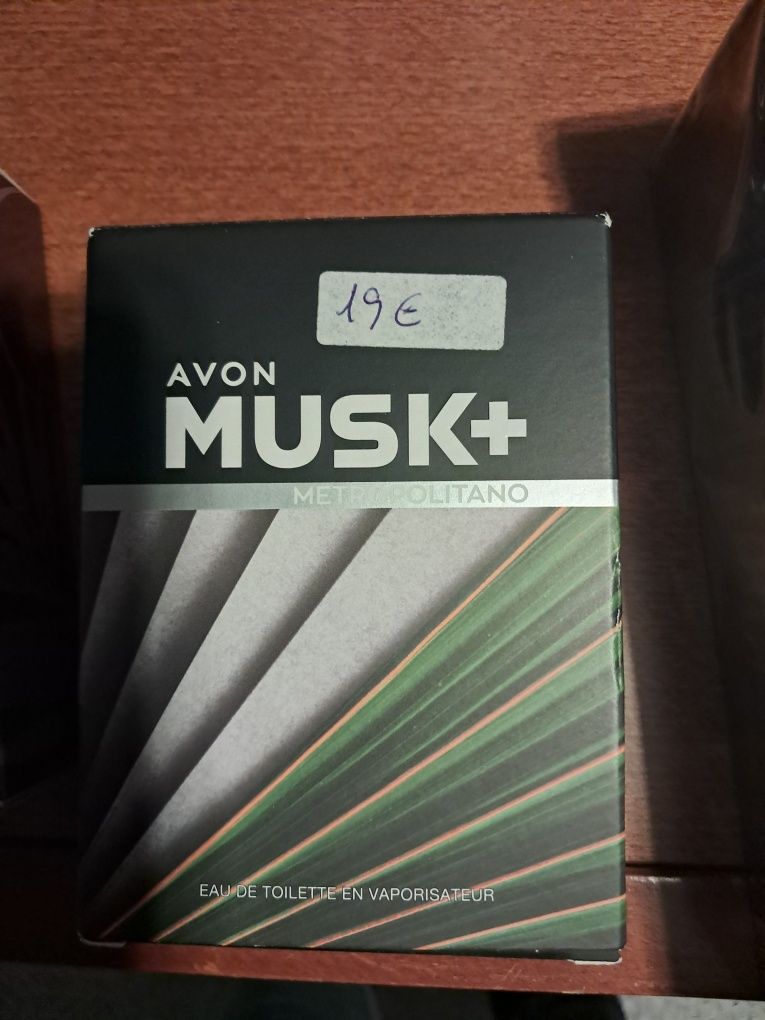 19€
AVON
MUSK+
METROPOLITANO
EAU DE TOILETTE EN VAPORISATEUR